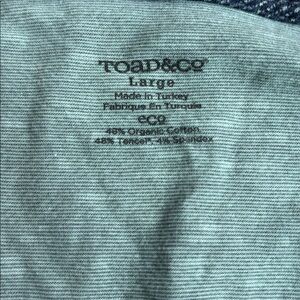 TOAD&CO
Large
Made in Turkey
Fabriqué En Turquie
eco
48% Organic Cotton,
48% Tencel®, 4% Spandex